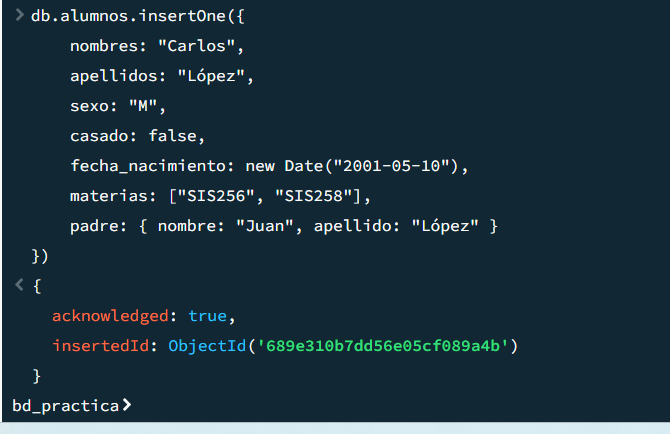 db.alumnos.insertOne({
nombres: "Carlos",
apellidos: "López",
sexo: "M",
casado: false,
fecha_nacimiento: new Date("2001-05-10"),
materias: ["SIS256", "SIS258"],
padre: { nombre: "Juan", apellido: "López" }
})
{
acknowledged: true,
insertedId: ObjectId('689e310b7dd56e05cf089a4b')
}
bd_practica>